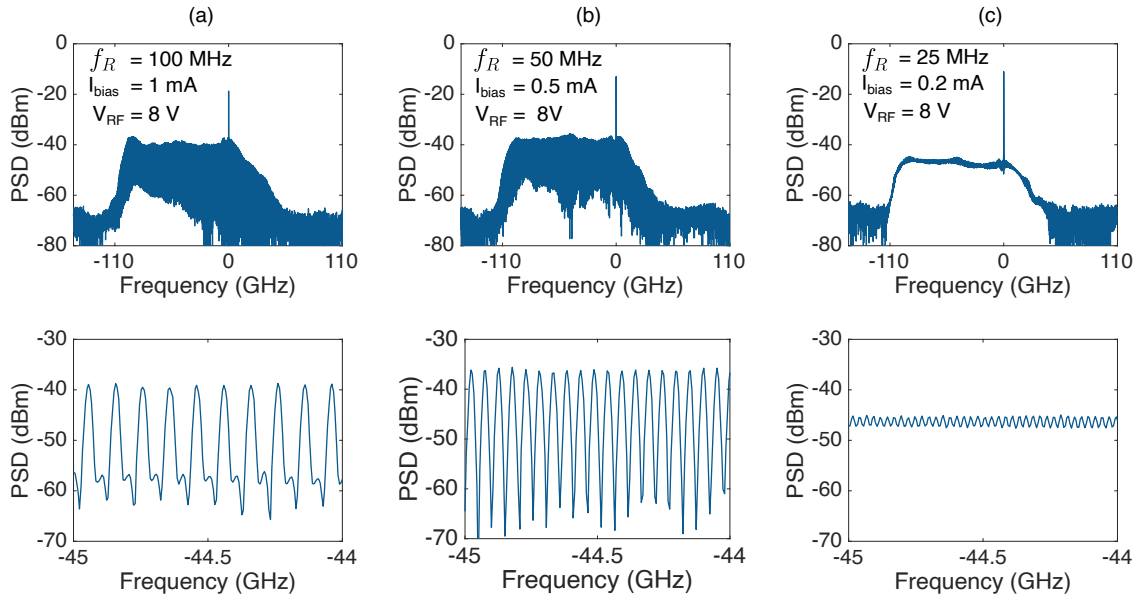 (a)
(b)
(c)
0
-20
-40
-60
-80
PSD (dBm)
f_R = 100 MHz
I_bias = 1 mA
V_RF = 8 V
-110
0
110
Frequency (GHz)
0
-20
-40
-60
-80
PSD (dBm)
f_R = 50 MHz
I_bias = 0.5 mA
V_RF = 8V
-110
0
110
Frequency (GHz)
0
-20
-40
-60
-80
PSD (dBm)
f_R = 25 MHz
I_bias = 0.2 mA
V_RF = 8 V
-110
0
110
Frequency (GHz)
-30
-40
-50
-60
-70
PSD (dBm)
-45
-44.5
-44
Frequency (GHz)
-30
-40
-50
-60
-70
PSD (dBm)
-45
-44.5
-44
Frequency (GHz)
-30
-40
-50
-60
-70
PSD (dBm)
-45
-44.5
-44
Frequency (GHz)